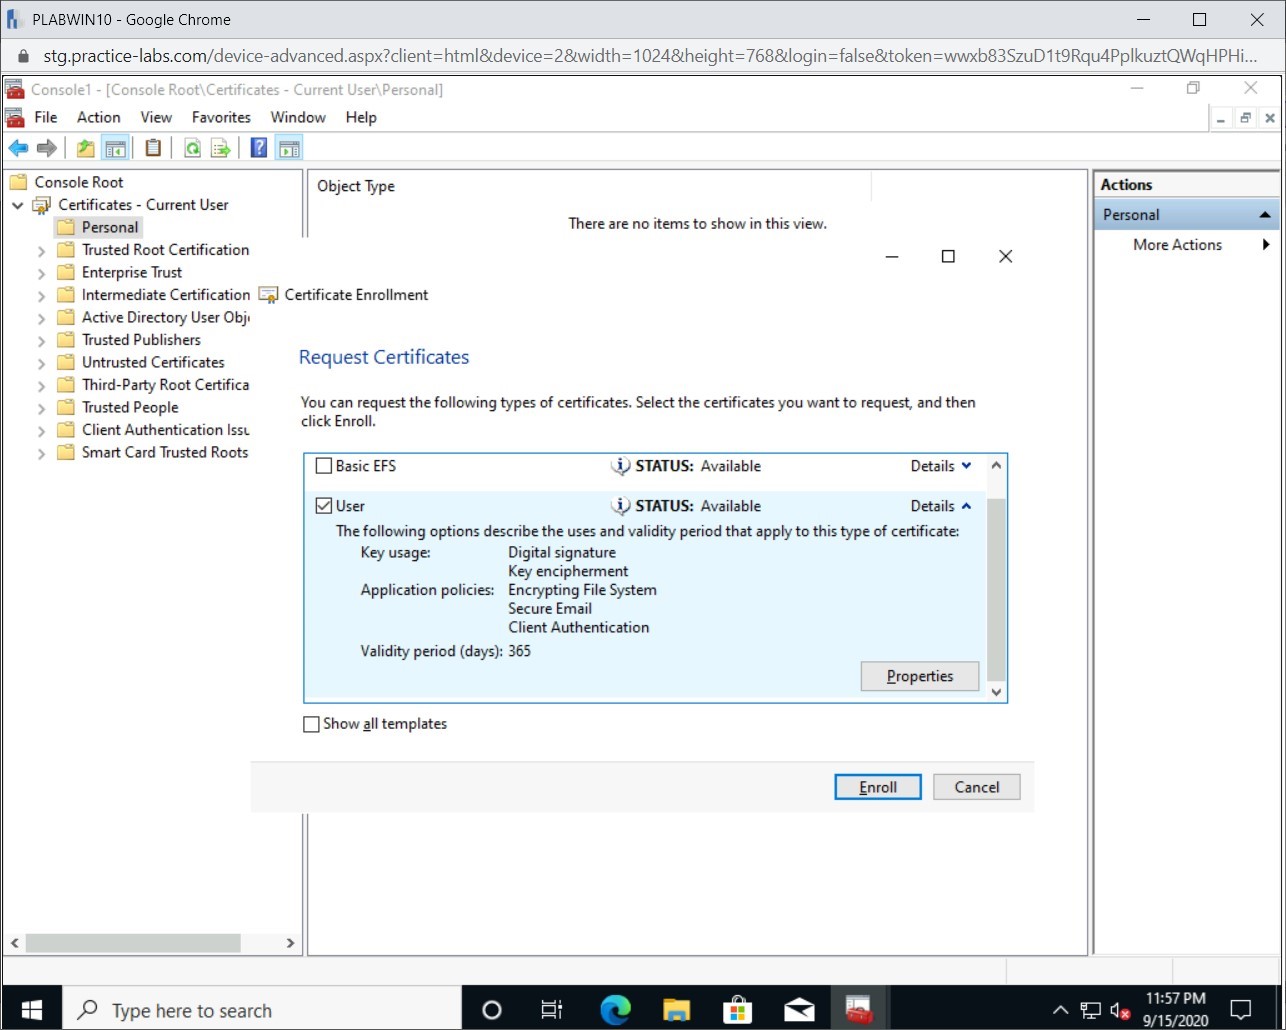 PLABWIN10 - Google Chrome
stg.practice-labs.com/device-advanced.aspx?client=html&device=2&width=1024&height=768&login=false&token=wwxb83SzuD1t9Rqu4PplkuztQWqHPHi...
Console1 - [Console Root\Certificates - Current User\Personal]
File Action View Favorites Window Help
Console Root
Certificates - Current User
Personal
Trusted Root Certification
Enterprise Trust
Intermediate Certification
Active Directory User Obj
Trusted Publishers
Untrusted Certificates
Third-Party Root Certifica
Trusted People
Client Authentication Issu
Smart Card Trusted Roots
Object Type
There are no items to show in this view.
Actions
Personal
More Actions
Certificate Enrollment
Request Certificates
You can request the following types of certificates. Select the certificates you want to request, and then
click Enroll.
Basic EFS STATUS: Available Details
User STATUS: Available Details
The following options describe the uses and validity period that apply to this type of certificate:
Key usage: Digital signature
Key encipherment
Application policies: Encrypting File System
Secure Email
Client Authentication
Validity period (days): 365
Properties
Show all templates
Enroll Cancel
Type here to search
11:57 PM
9/15/2020